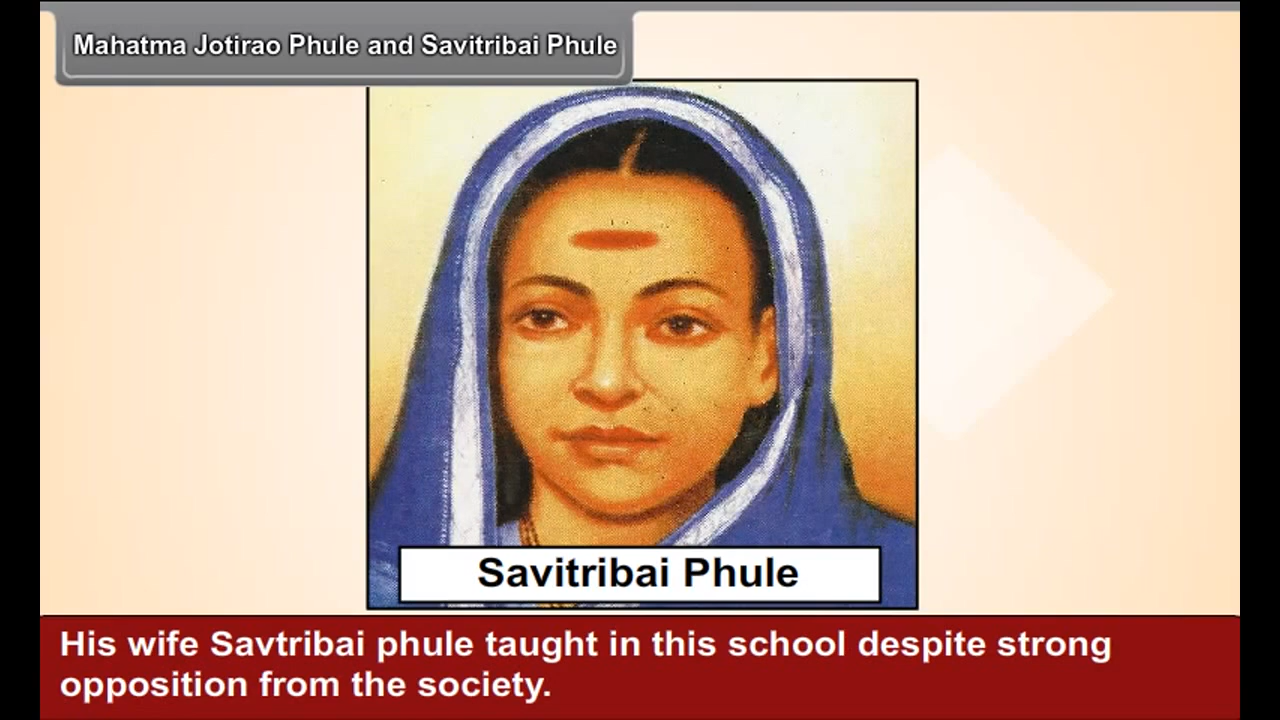 Mahatma Jotirao Phule and Savitribai Phule
Savitribai Phule
His wife Savtribai phule taught in this school despite strong
opposition from the society.